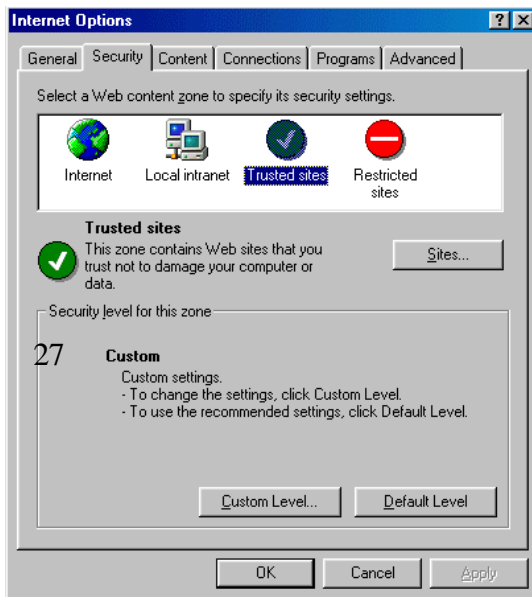 Internet Options
General Security Content Connections Programs Advanced
Select a Web content zone to specify its security settings.
Internet Local intranet Trusted sites Restricted
sites
Trusted sites
This zone contains Web sites that you
trust not to damage your computer or
data.
Sites...
Security level for this zone
27
Custom
Custom settings.
- To change the settings, click Custom Level.
- To use the recommended settings, click Default Level.
Custom Level... Default Level
OK Cancel Apply